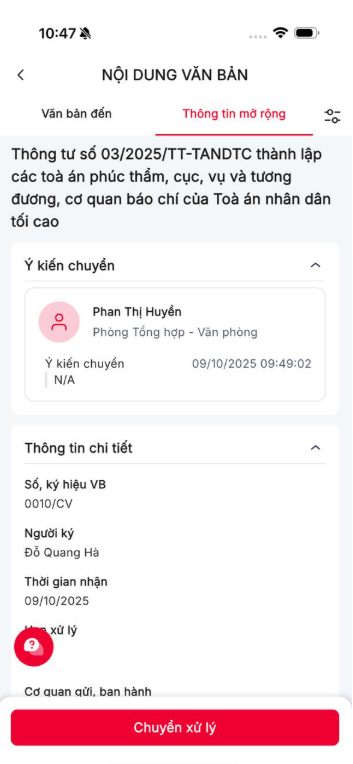 10:47
NỘI DUNG VĂN BẢN
Văn bản đến
Thông tin mở rộng
Thông tư số 03/2025/TT-TANDTC thành lập
các toà án phúc thẩm, cục, vụ và tương
đương, cơ quan báo chí của Toà án nhân dân
tối cao
Ý kiến chuyển
Phan Thị Huyền
Phòng Tổng hợp - Văn phòng
Ý kiến chuyển 09/10/2025 09:49:02
N/A
Thông tin chi tiết
Số, ký hiệu VB
0010/CV
Người ký
Đỗ Quang Hà
Thời gian nhận
09/10/2025
xử lý
Cơ quan gửi, ban hành
Chuyển xử lý